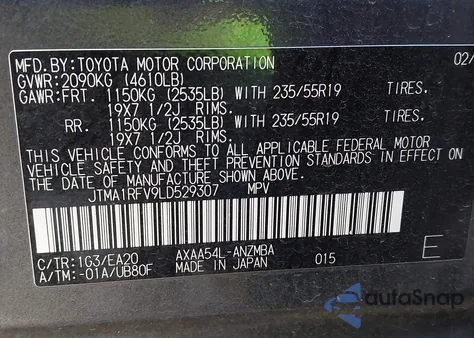 MFD.BY:TOYOTA MOTOR CORPORATION 02/
GVWR:2090KG (4610LB)
GAWR:FRT. 1150KG (2535LB) WITH 235/55R19 TIRES.
19X7 1/2J RIMS.
RR. 1150KG (2535LB) WITH 235/55R19 TIRES.
19X7 1/2J RIMS.
THIS VEHICLE CONFORMS TO ALL APPLICABLE FEDERAL MOTOR
VEHICLE SAFETY AND THEFT PREVENTION STANDARDS IN EFFECT
ON THE DATE OF MANUFACTURE SHOWN ABOVE.
JTMA1RFV9LD529307 MPV
C/TR:1G3/EA20 AXAA54L-ANZMBA 015 E
A/TM:-01A/UB80F MADE IN JAPAN
autoSnap